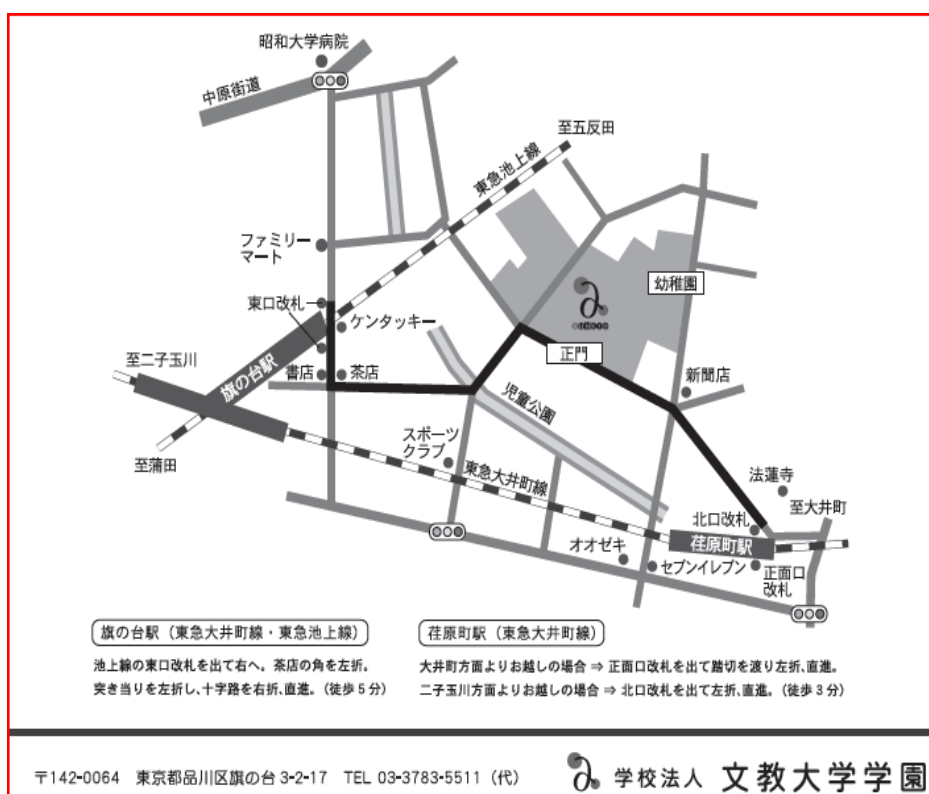 昭和大学病院
中原街道
至五反田
東急池上線
ファミリー
マート
幼稚園
東口改札
ケンタッキー
BUNKYO
正門
至二子玉川
旗の台駅
書店
茶店
新聞店
児童公園
スポーツ
クラブ
至蒲田
東急大井町線
法蓮寺
至大井町
北口改札
荏原町駅
オオゼキ
セブンイレブン
正面口
改札
旗の台駅（東急大井町線・東急池上線）
池上線の東口改札を出て右へ。茶店の角を左折。
突き当りを左折し、十字路を右折、直進。（徒歩5分）
荏原町駅（東急大井町線）
大井町方面よりお越しの場合 ⇒ 正面口改札を出て踏切を渡り左折、直進。
二子玉川方面よりお越しの場合 ⇒ 北口改札を出て左折、直進。（徒歩3分）
〒142-0064 東京都品川区旗の台3-2-17 TEL 03-3783-5511（代）
学校法人 文教大学学園